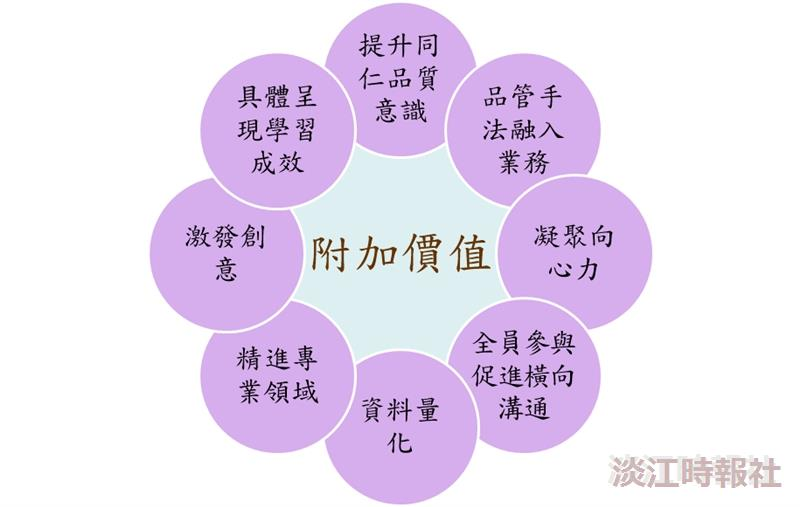 提升同
仁品質
意識
品管手
法融入
業務
凝聚向
心力
全員參與
促進橫向
溝通
資料量
化
精進專
業領域
激發創
意
具體呈
現學習
成效
附加價值
淡江時報社